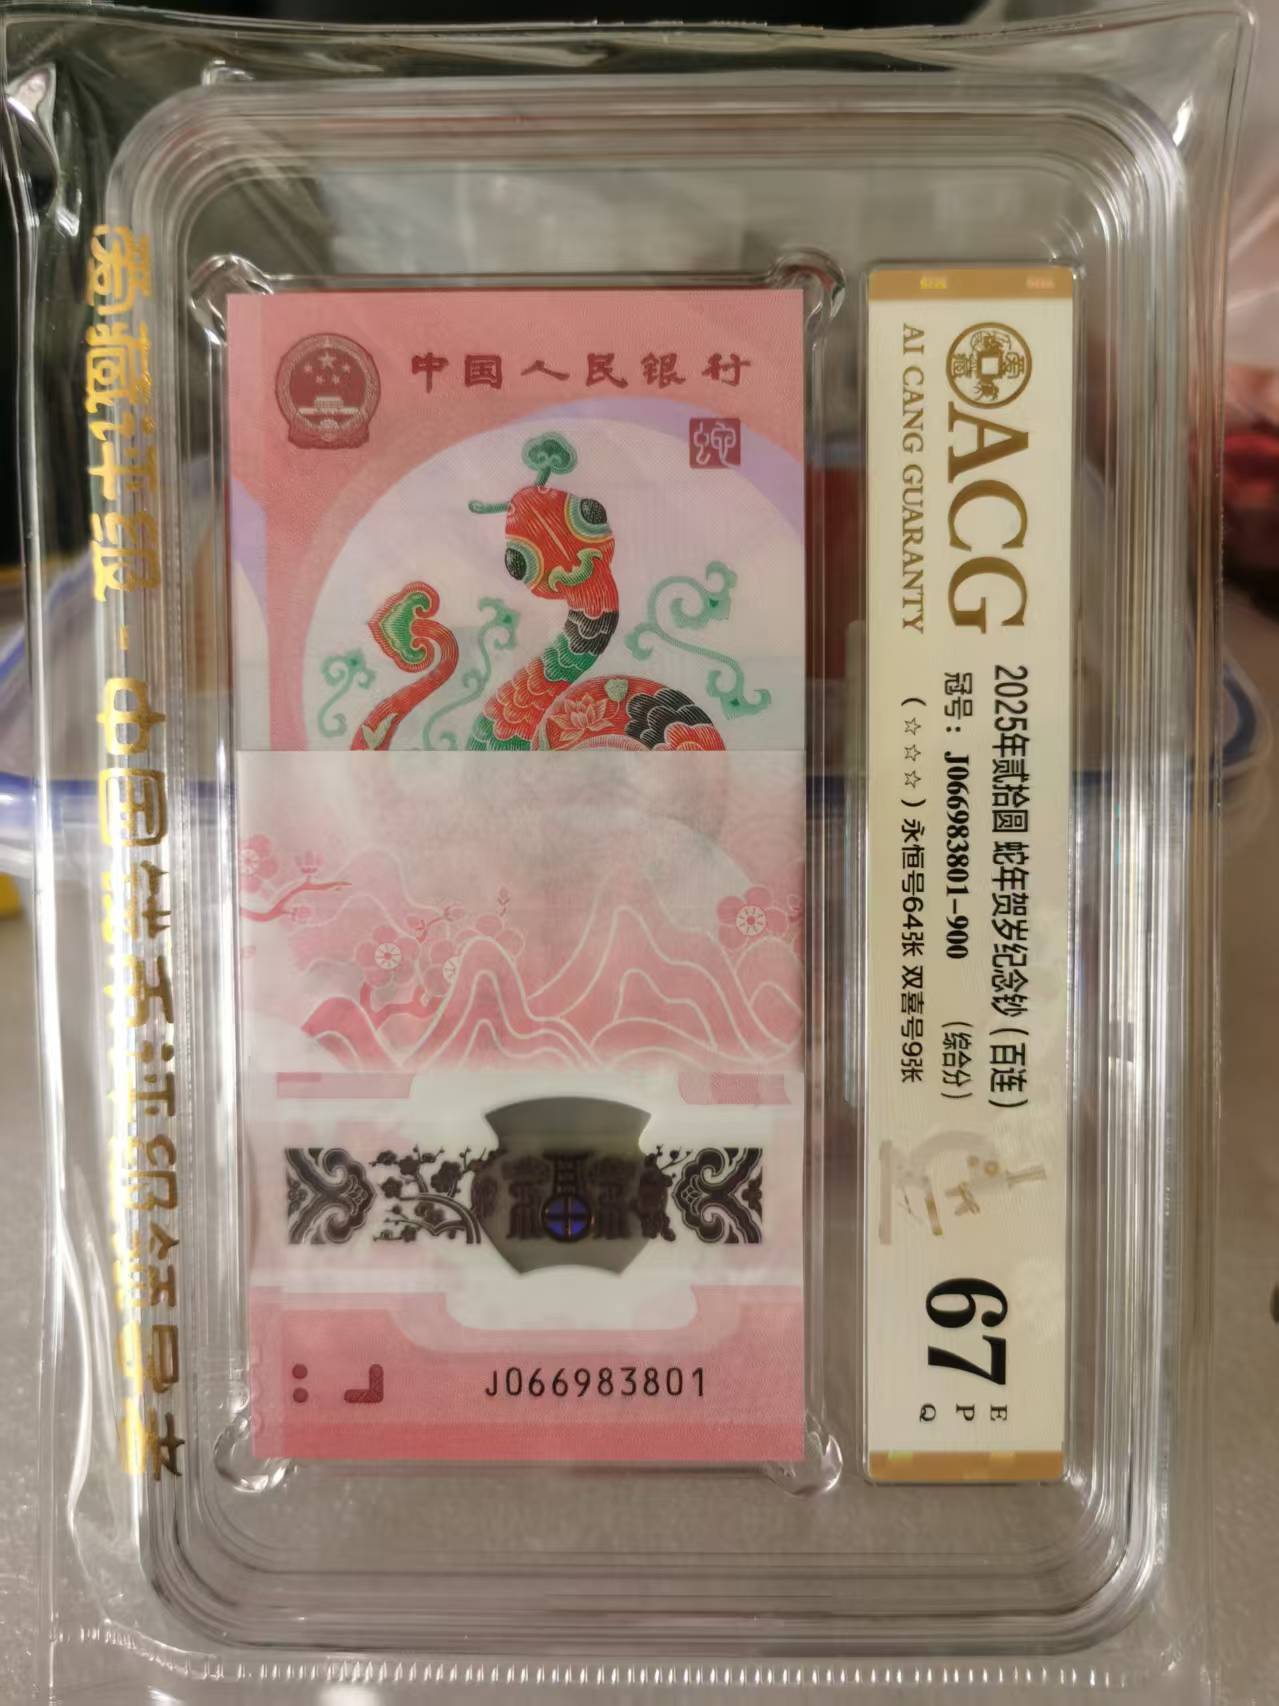 中国人民银行
蛇
J066983801
ACG
AI CANG GUARANTY
2025年贰拾圆 蛇年贺岁纪念钞（百连）
冠号：J066983801-900 （综合分）
（☆☆☆）永恒号64张 双喜号9张
67
E
P
Q